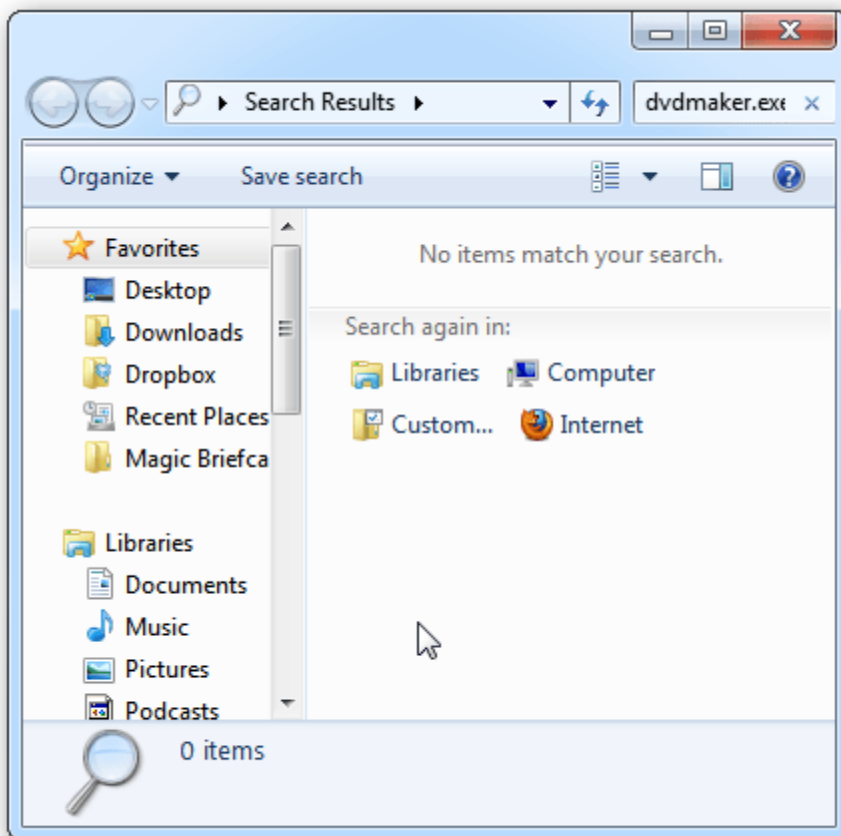 Search Results
dvdmaker.exe
Organize
Save search
Favorites
Desktop
Downloads
Dropbox
Recent Places
Magic Briefca
Libraries
Documents
Music
Pictures
Podcasts
No items match your search.
Search again in:
Libraries
Computer
Custom...
Internet
0 items